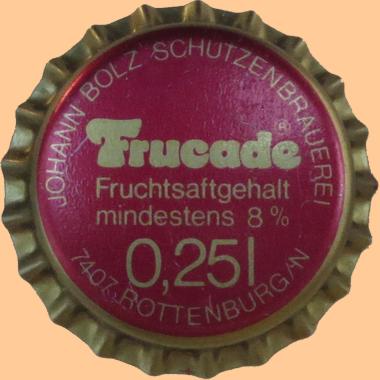 JOHANN BOLZ SCHÜTZENBRAUEREI
Frucade®
Fruchtsaftgehalt
mindestens 8%
0,25l
7407 ROTTENBURG/N